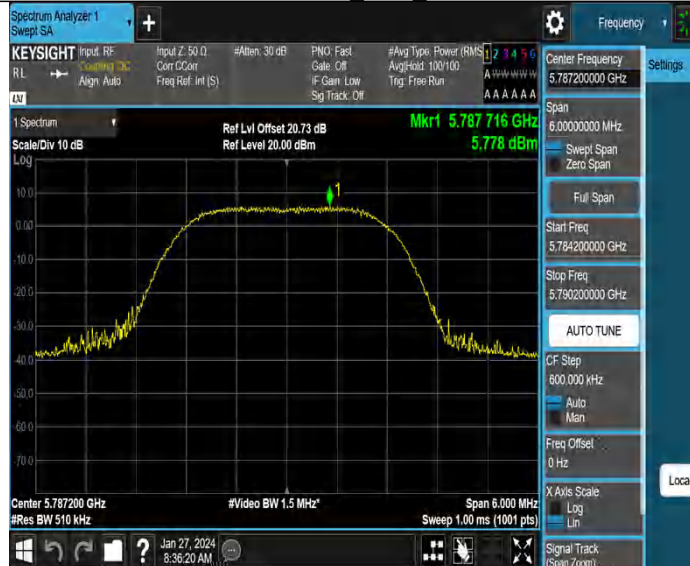 Spectrum Analyzer 1
Swept SA
Frequency
KEYSIGHT
RL
Input: RF
Coupling: DC
Align: Auto
Input Z: 50 Ω
Corr CCorr
Freq Ref: Int (S)
#Atten: 30 dB
PNO: Fast
Gate: Off
IF Gain: Low
Sig Track: Off
#Avg Type: Power (RMS
Avg|Hold: 100/100
Trig: Free Run
1 2 3 4 5 6
A W W W W W
A A A A A A
LXI
1 Spectrum
Scale/Div 10 dB
Ref Lvl Offset 20.73 dB
Ref Level 20.00 dBm
Mkr1 5.787 716 GHz
5.778 dBm
Log
10.0
0.00
-10.0
-20.0
-30.0
-40.0
-50.0
-60.0
-70.0
1
Center 5.787200 GHz
#Res BW 510 kHz
#Video BW 1.5 MHz*
Span 6.000 MHz
Sweep 1.00 ms (1001 pts)
?
Jan 27, 2024
8:36:20 AM
Center Frequency
5.787200000 GHz
Settings
Span
6.00000000 MHz
Swept Span
Zero Span
Full Span
Start Freq
5.784200000 GHz
Stop Freq
5.790200000 GHz
AUTO TUNE
CF Step
600.000 kHz
Auto
Man
Freq Offset
0 Hz
X Axis Scale
Log
Lin
Loca
Signal Track
(Span Zoom)